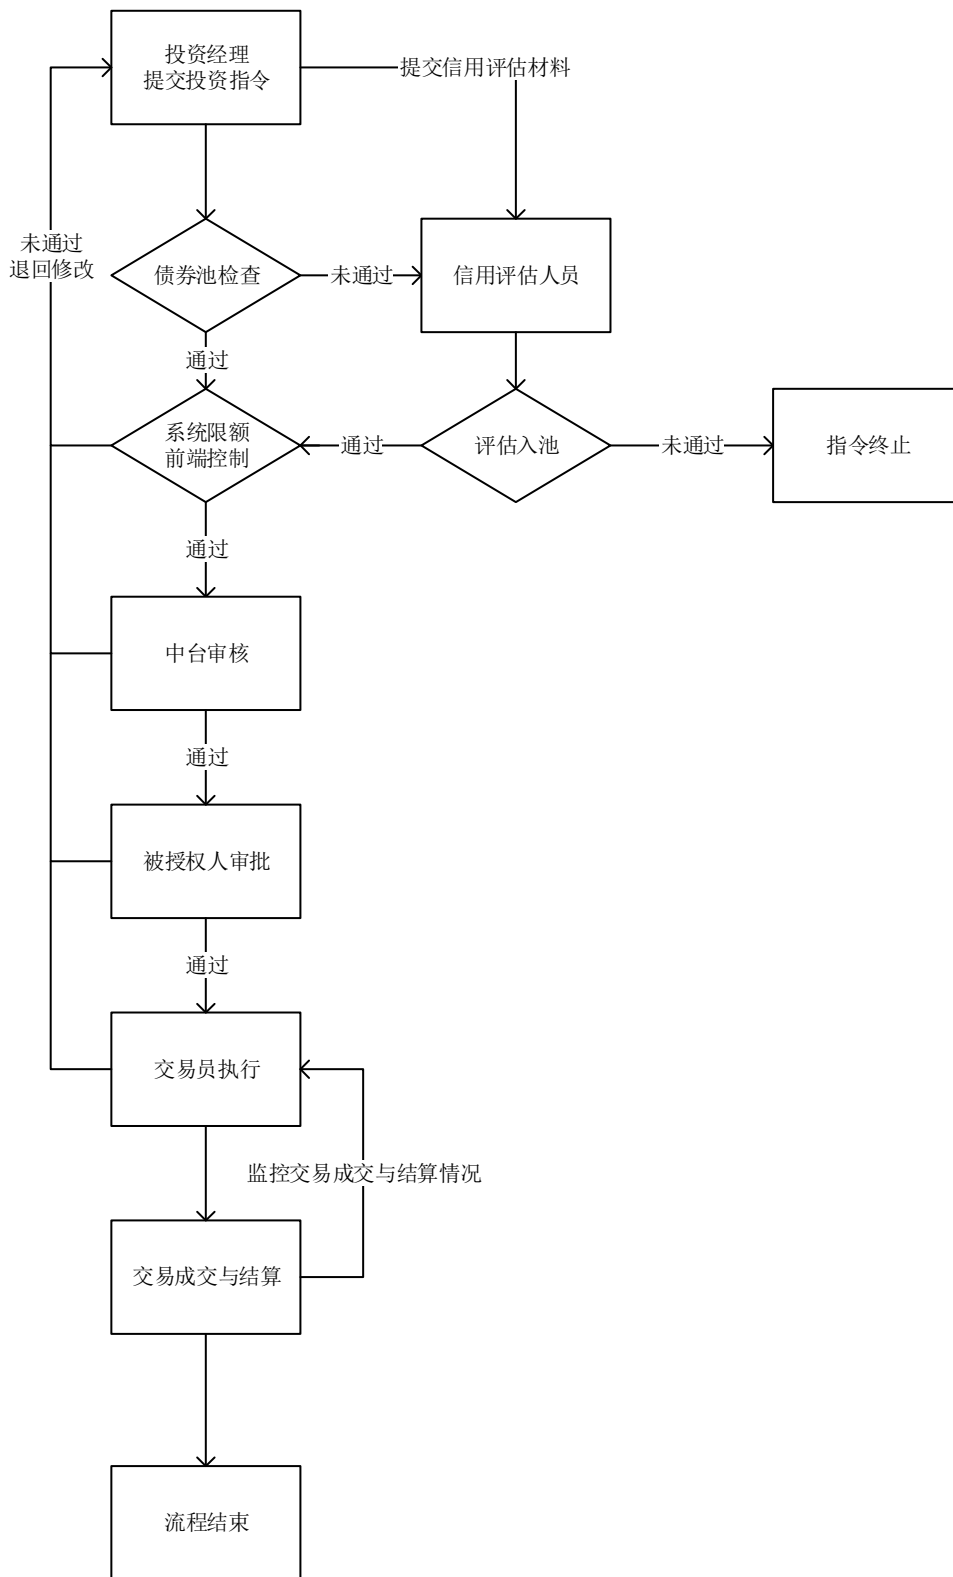 投资经理
提交投资指令
提交信用评估材料
未通过
退回修改
债券池检查
未通过
信用评估人员
通过
系统限额
前端控制
通过
评估入池
未通过
指令终止
通过
中台审核
通过
被授权人审批
通过
交易员执行
监控交易成交与结算情况
交易成交与结算
流程结束